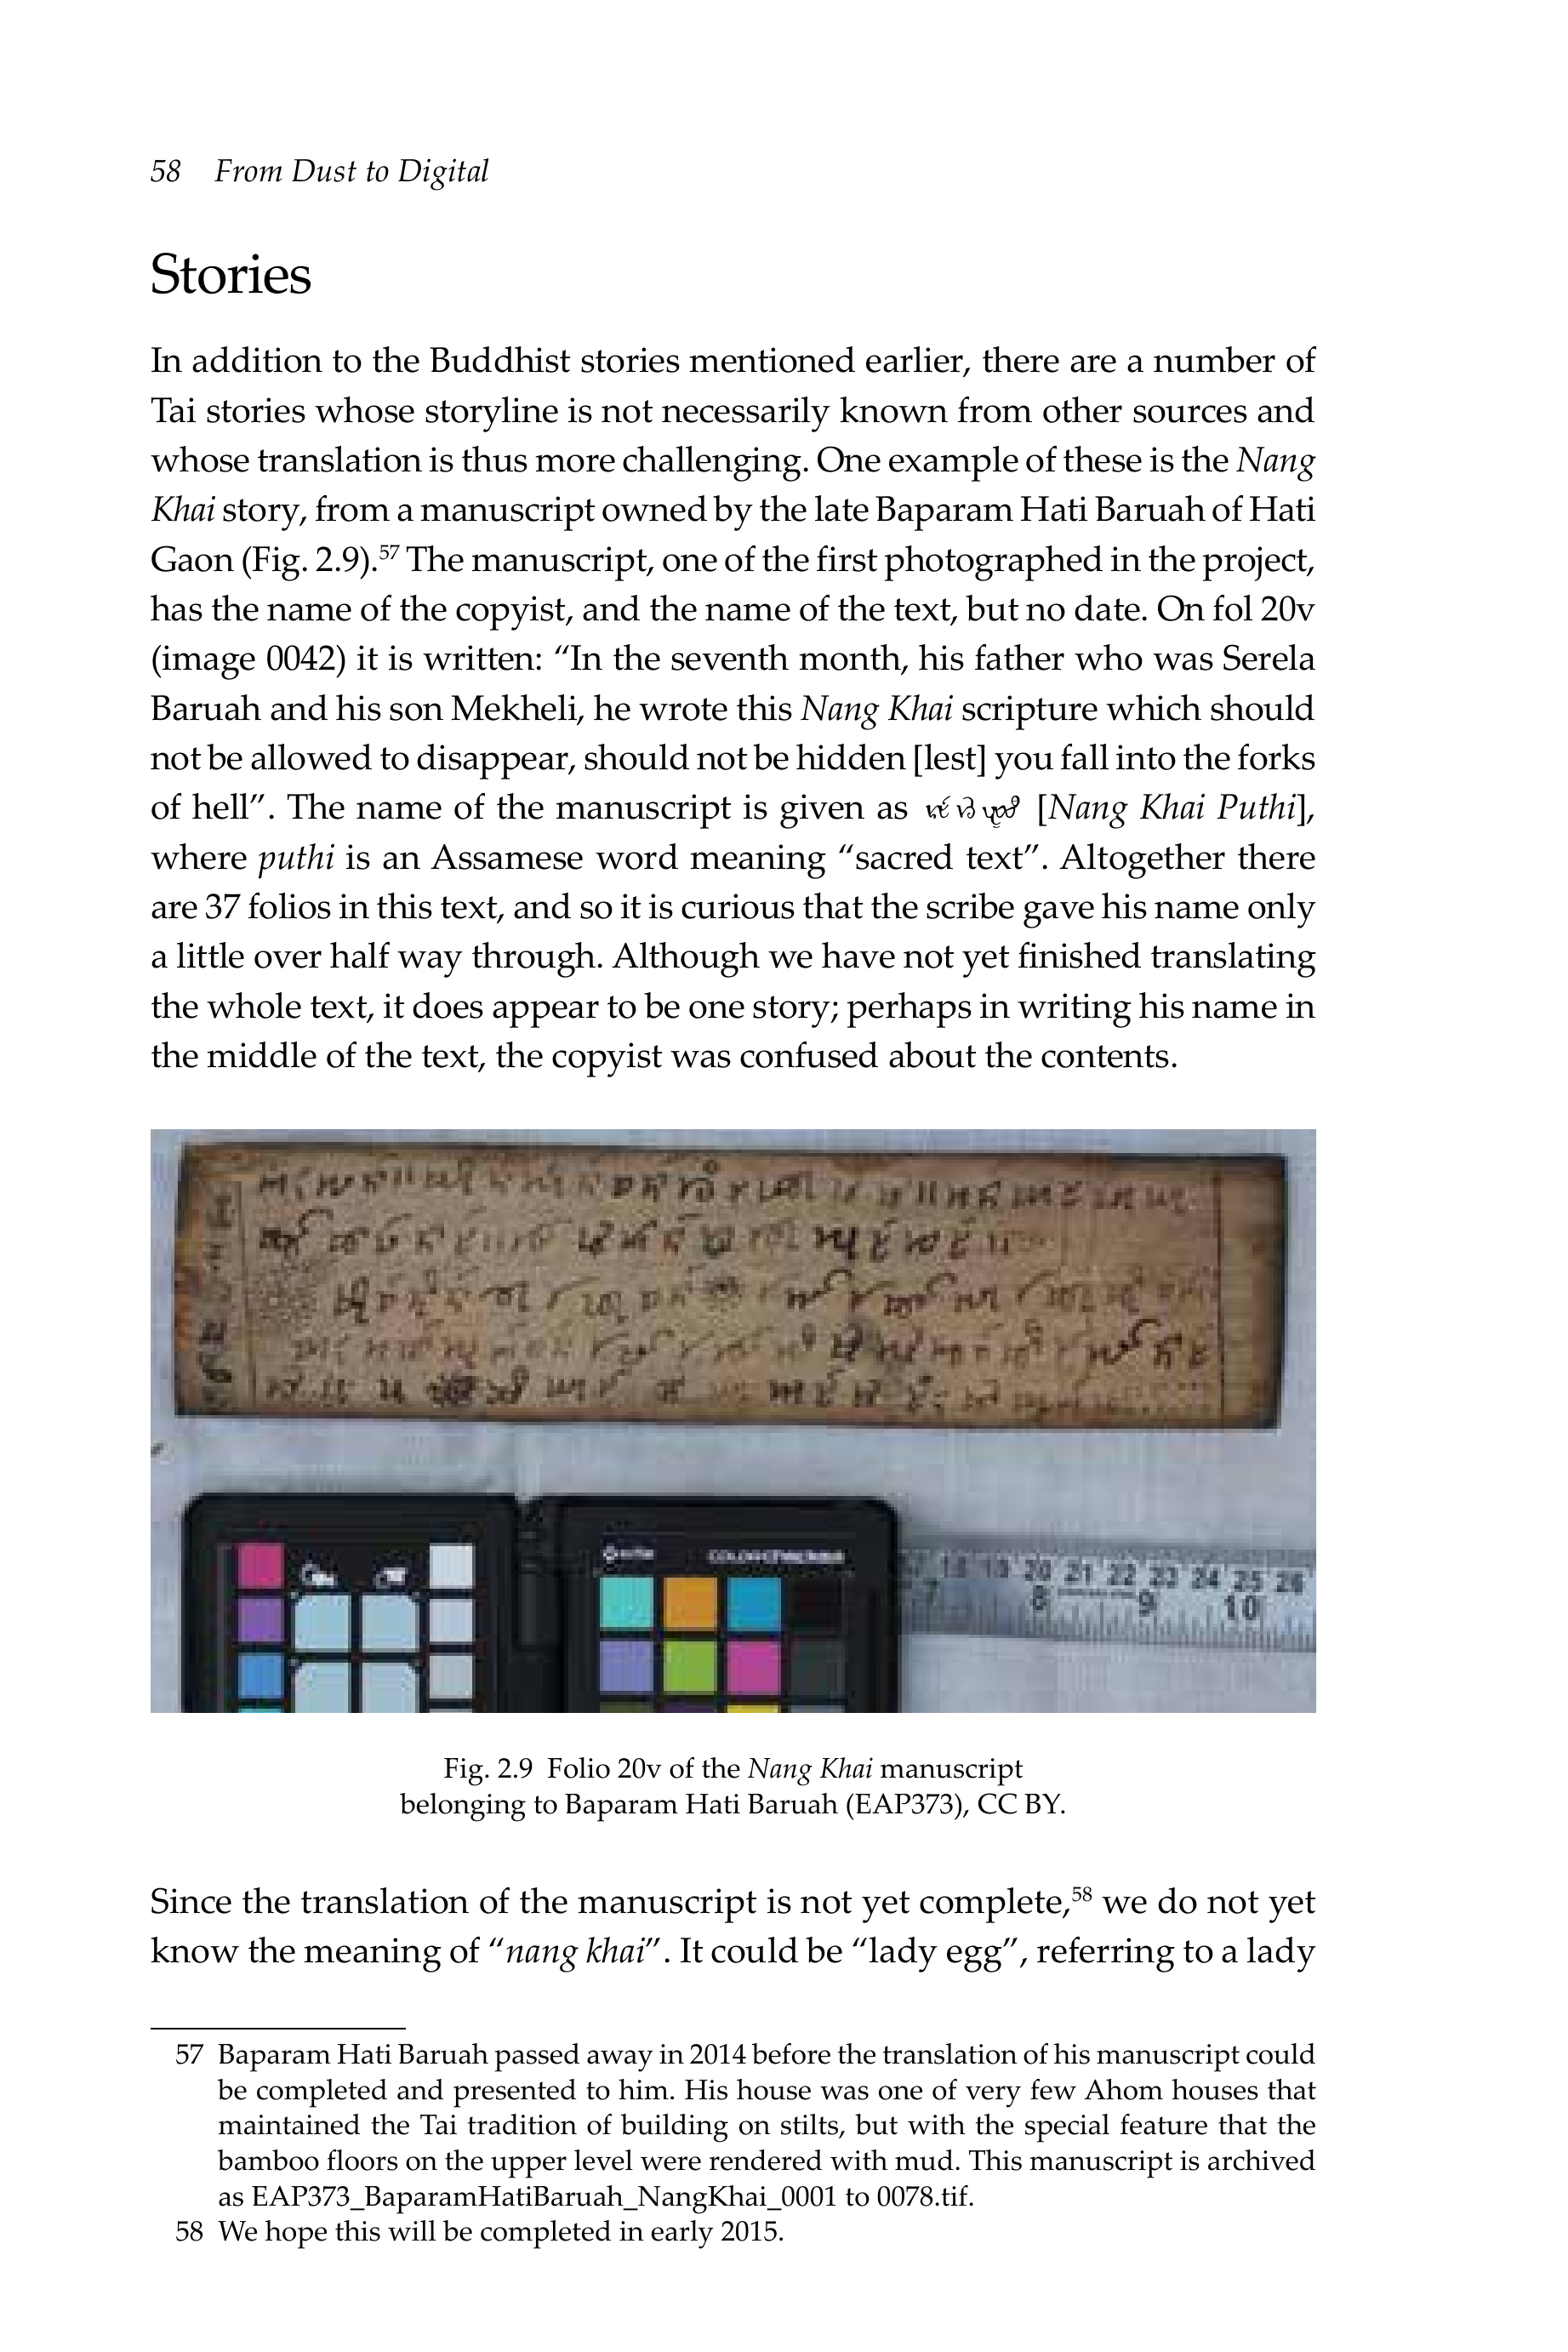 58 From Dust to Digital
Stories
In addition to the Buddhist stories mentioned earlier, there are a number of
Tai stories whose storyline is not necessarily known from other sources and
whose translation is thus more challenging. One example of these is the Nang
Khai story, from a manuscript owned by the late Baparam Hati Baruah of Hati
Gaon (Fig. 2.9).57 The manuscript, one of the first photographed in the project,
has the name of the copyist, and the name of the text, but no date. On fol 20v
(image 0042) it is written: “In the seventh month, his father who was Serela
Baruah and his son Mekheli, he wrote this Nang Khai scripture which should
not be allowed to disappear, should not be hidden [lest] you fall into the forks
of hell”. The name of the manuscript is given as [Nang Khai Puthi],
where puthi is an Assamese word meaning “sacred text”. Altogether there
are 37 folios in this text, and so it is curious that the scribe gave his name only
a little over half way through. Although we have not yet finished translating
the whole text, it does appear to be one story; perhaps in writing his name in
the middle of the text, the copyist was confused about the contents.
19 20 21 22 23 24 25 26
7 8 9 10
Fig. 2.9 Folio 20v of the Nang Khai manuscript
belonging to Baparam Hati Baruah (EAP373), CC BY.
Since the translation of the manuscript is not yet complete,58 we do not yet
know the meaning of “nang khai”. It could be “lady egg”, referring to a lady
57 Baparam Hati Baruah passed away in 2014 before the translation of his manuscript could
be completed and presented to him. His house was one of very few Ahom houses that
maintained the Tai tradition of building on stilts, but with the special feature that the
bamboo floors on the upper level were rendered with mud. This manuscript is archived
as EAP373_BaparamHatiBaruah_NangKhai_0001 to 0078.tif.
58 We hope this will be completed in early 2015.